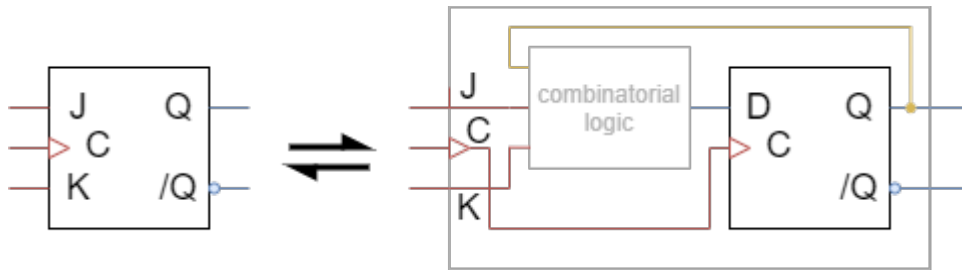 J Q
C
K /Q
J
C
K
combinatorial
logic
D Q
C
/Q